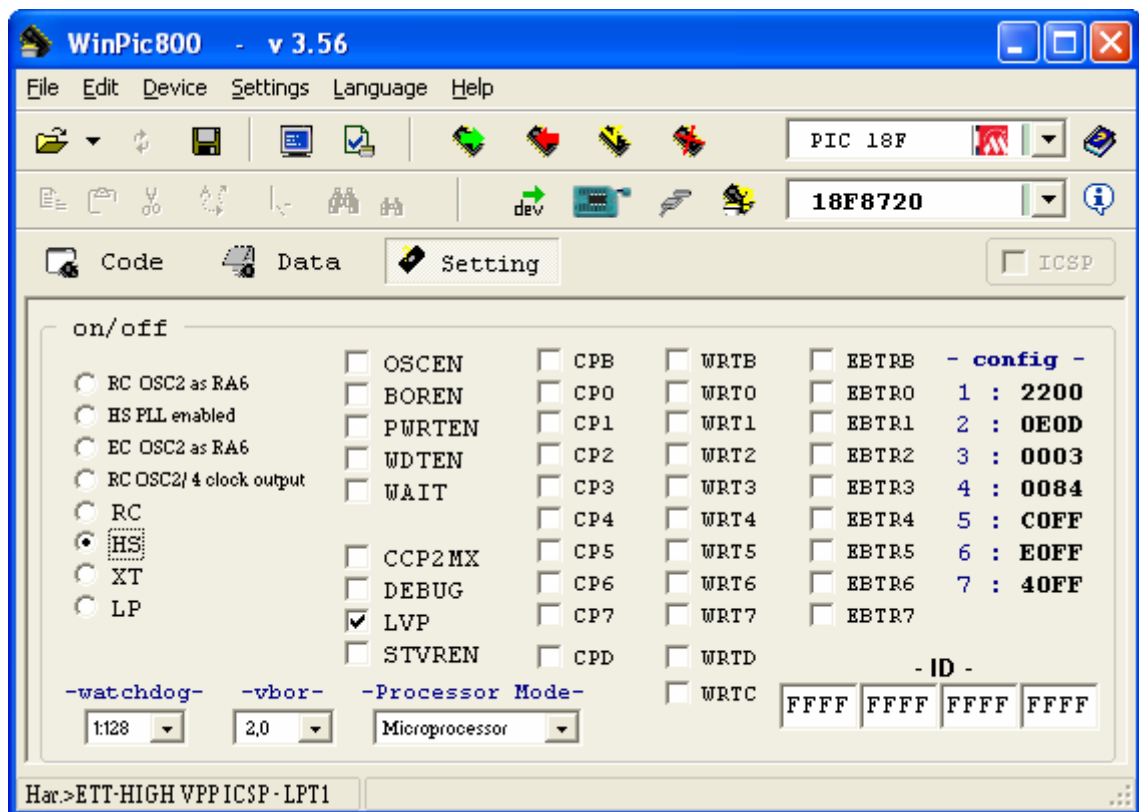 WinPic800 - v 3.56
File Edit Device Settings Language Help
PIC 18F
dev 18F8720
Code Data Setting ICSP
on/off
RC OSC2 as RA6
HS PLL enabled
EC OSC2 as RA6
RC OSC2/4 clock output
RC
HS
XT
LP
OSCEN
BOREN
PWRTEN
WDTEN
WAIT
CCP2MX
DEBUG
LVP
STVREN
CPB
CP0
CP1
CP2
CP3
CP4
CP5
CP6
CP7
CPD
WRTB
WRT0
WRT1
WRT2
WRT3
WRT4
WRT5
WRT6
WRT7
WRTD
WRTC
EBTRB
EBTR0
EBTR1
EBTR2
EBTR3
EBTR4
EBTR5
EBTR6
EBTR7
- config -
1 : 2200
2 : 0E0D
3 : 0003
4 : 0084
5 : C0FF
6 : E0FF
7 : 40FF
- ID -
FFFF FFFF FFFF FFFF
-watchdog- -vbor- -Processor Mode-
1:128 2,0 Microprocessor
Har.>ETT-HIGH VPP ICSP - LPT1